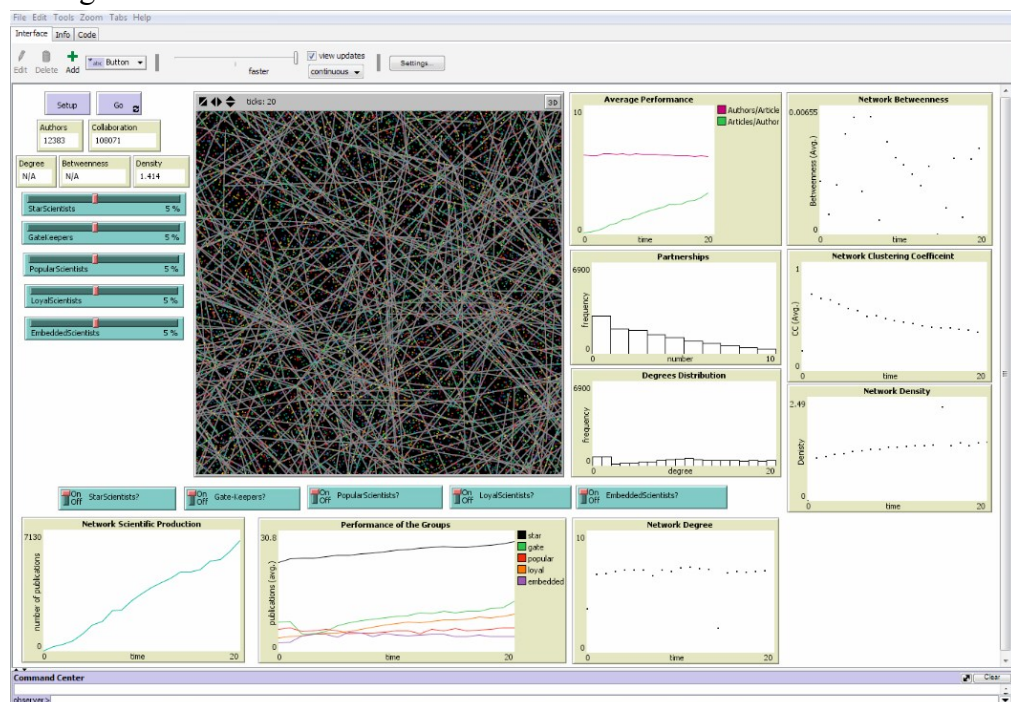 File Edit Tools Zoom Tabs Help
Interface Info Code
Edit Delete Add abc Button faster view updates continuous Settings...
Setup Go
ticks: 20 3D
Authors 12383
Collaboration 108071
Degree N/A
Betweenness N/A
Density 1.414
StarScientists 5 %
GateKeepers 5 %
PopularScientists 5 %
LoyalScientists 5 %
EmbeddedScientists 5 %
Average Performance
10
Authors/Article
Articles/Author
0
0 time 20
Network Betweenness
0.00655
Betweenness (Avg.)
0
0 time 20
Partnerships
6900
frequency
0
0 number 10
Network Clustering Coefficeint
1
CC (Avg.)
0
0 time 20
Degrees Distribution
6900
frequency
0
0 degree 20
Network Density
2.49
Denisty
0
0 time 20
On Off StarScientists?
On Off Gate-Keepers?
On Off PopularScientists?
On Off LoyalScientists?
On Off EmbeddedScientists?
Network Scientific Production
7130
number of publications
0
0 time 20
Performance of the Groups
30.8
publications (avg.)
star
gate
popular
loyal
embedded
0
0 time 20
Network Degree
10
0
0 time 20
Command Center Clear
observer>